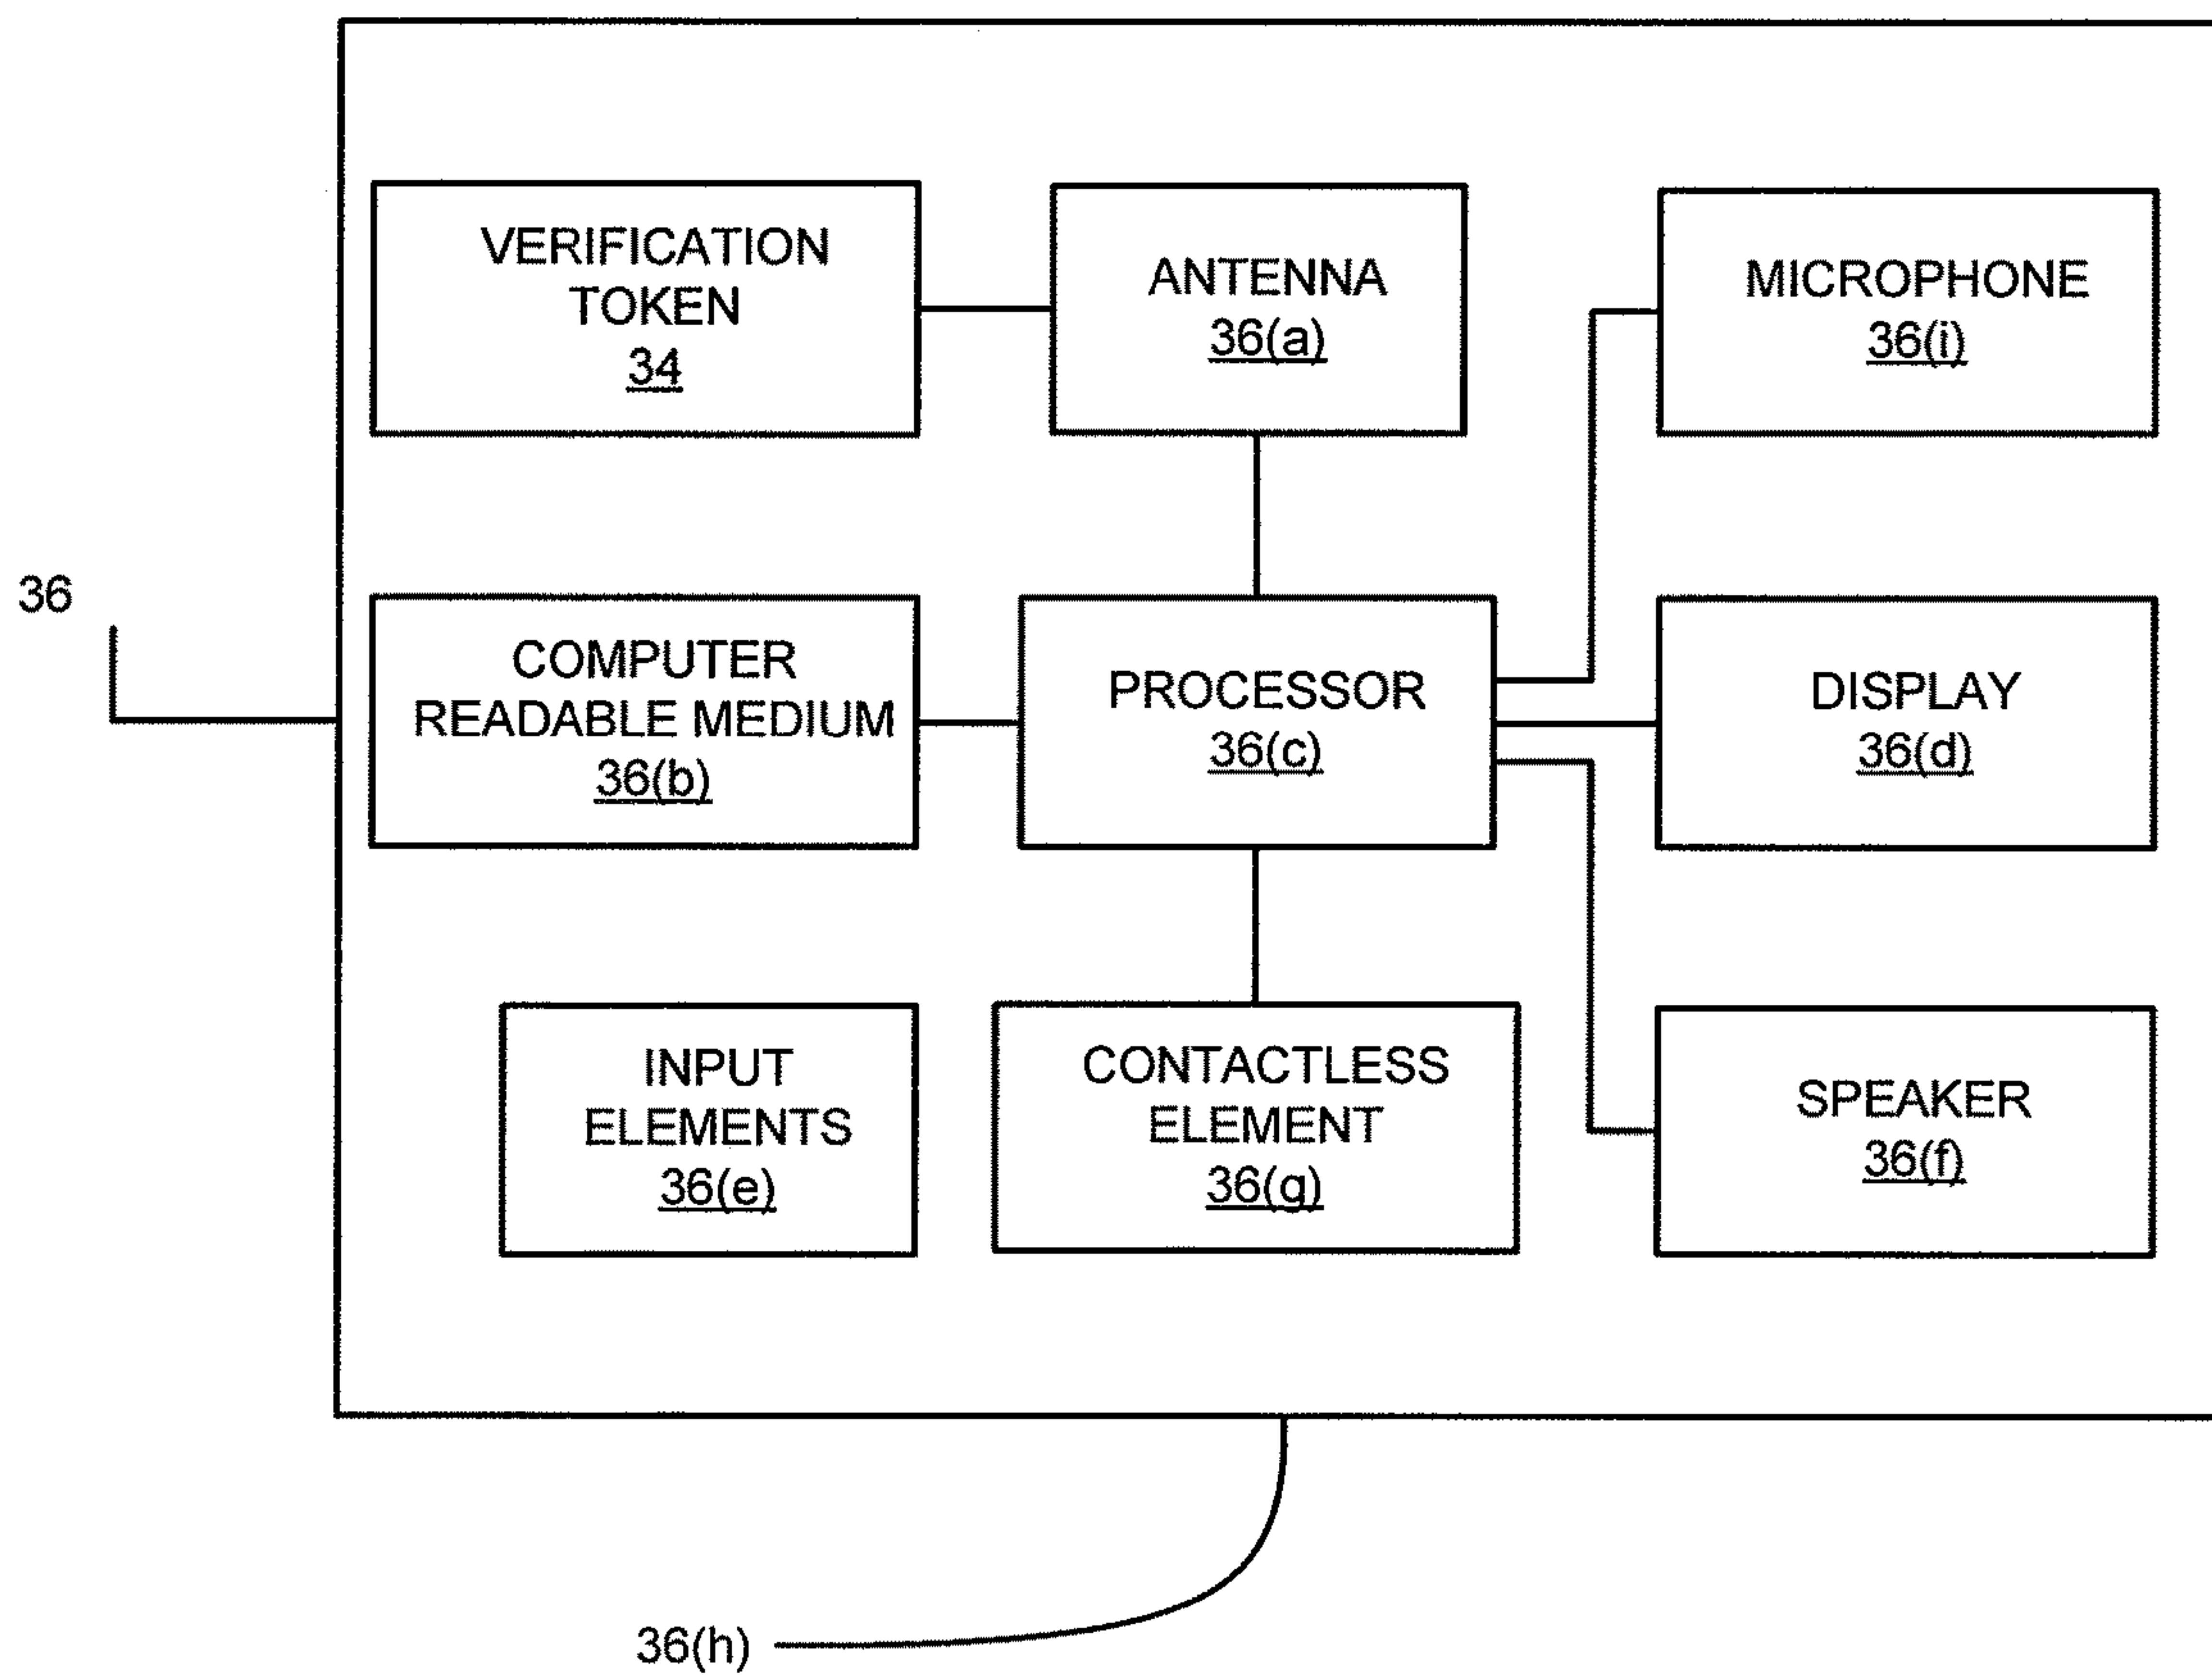 VERIFICATION
TOKEN
34
ANTENNA
36(a)
MICROPHONE
36(i)
36
COMPUTER
READABLE MEDIUM
36(b)
PROCESSOR
36(c)
DISPLAY
36(d)
INPUT
ELEMENTS
36(e)
CONTACTLESS
ELEMENT
36(g)
SPEAKER
36(f)
36(h)